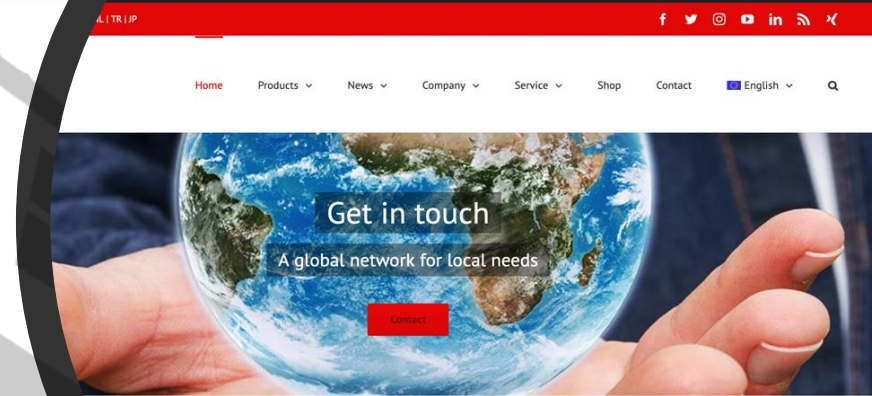 | TR | JP
Home Products News Company Service Shop Contact English
Get in touch
A global network for local needs
Contact